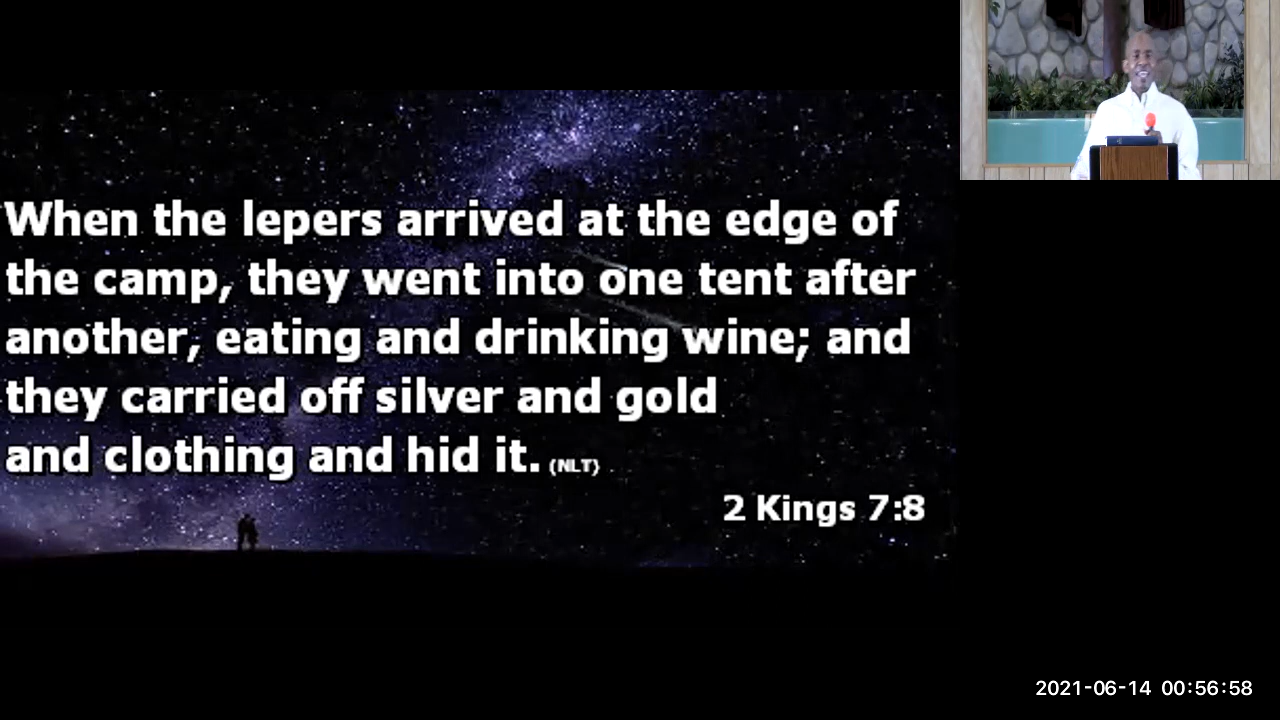 When the lepers arrived at the edge of
the camp, they went into one tent after
another, eating and drinking wine; and
they carried off silver and gold
and clothing and hid it. (NLT)
2 Kings 7:8
2021-06-14 00:56:58